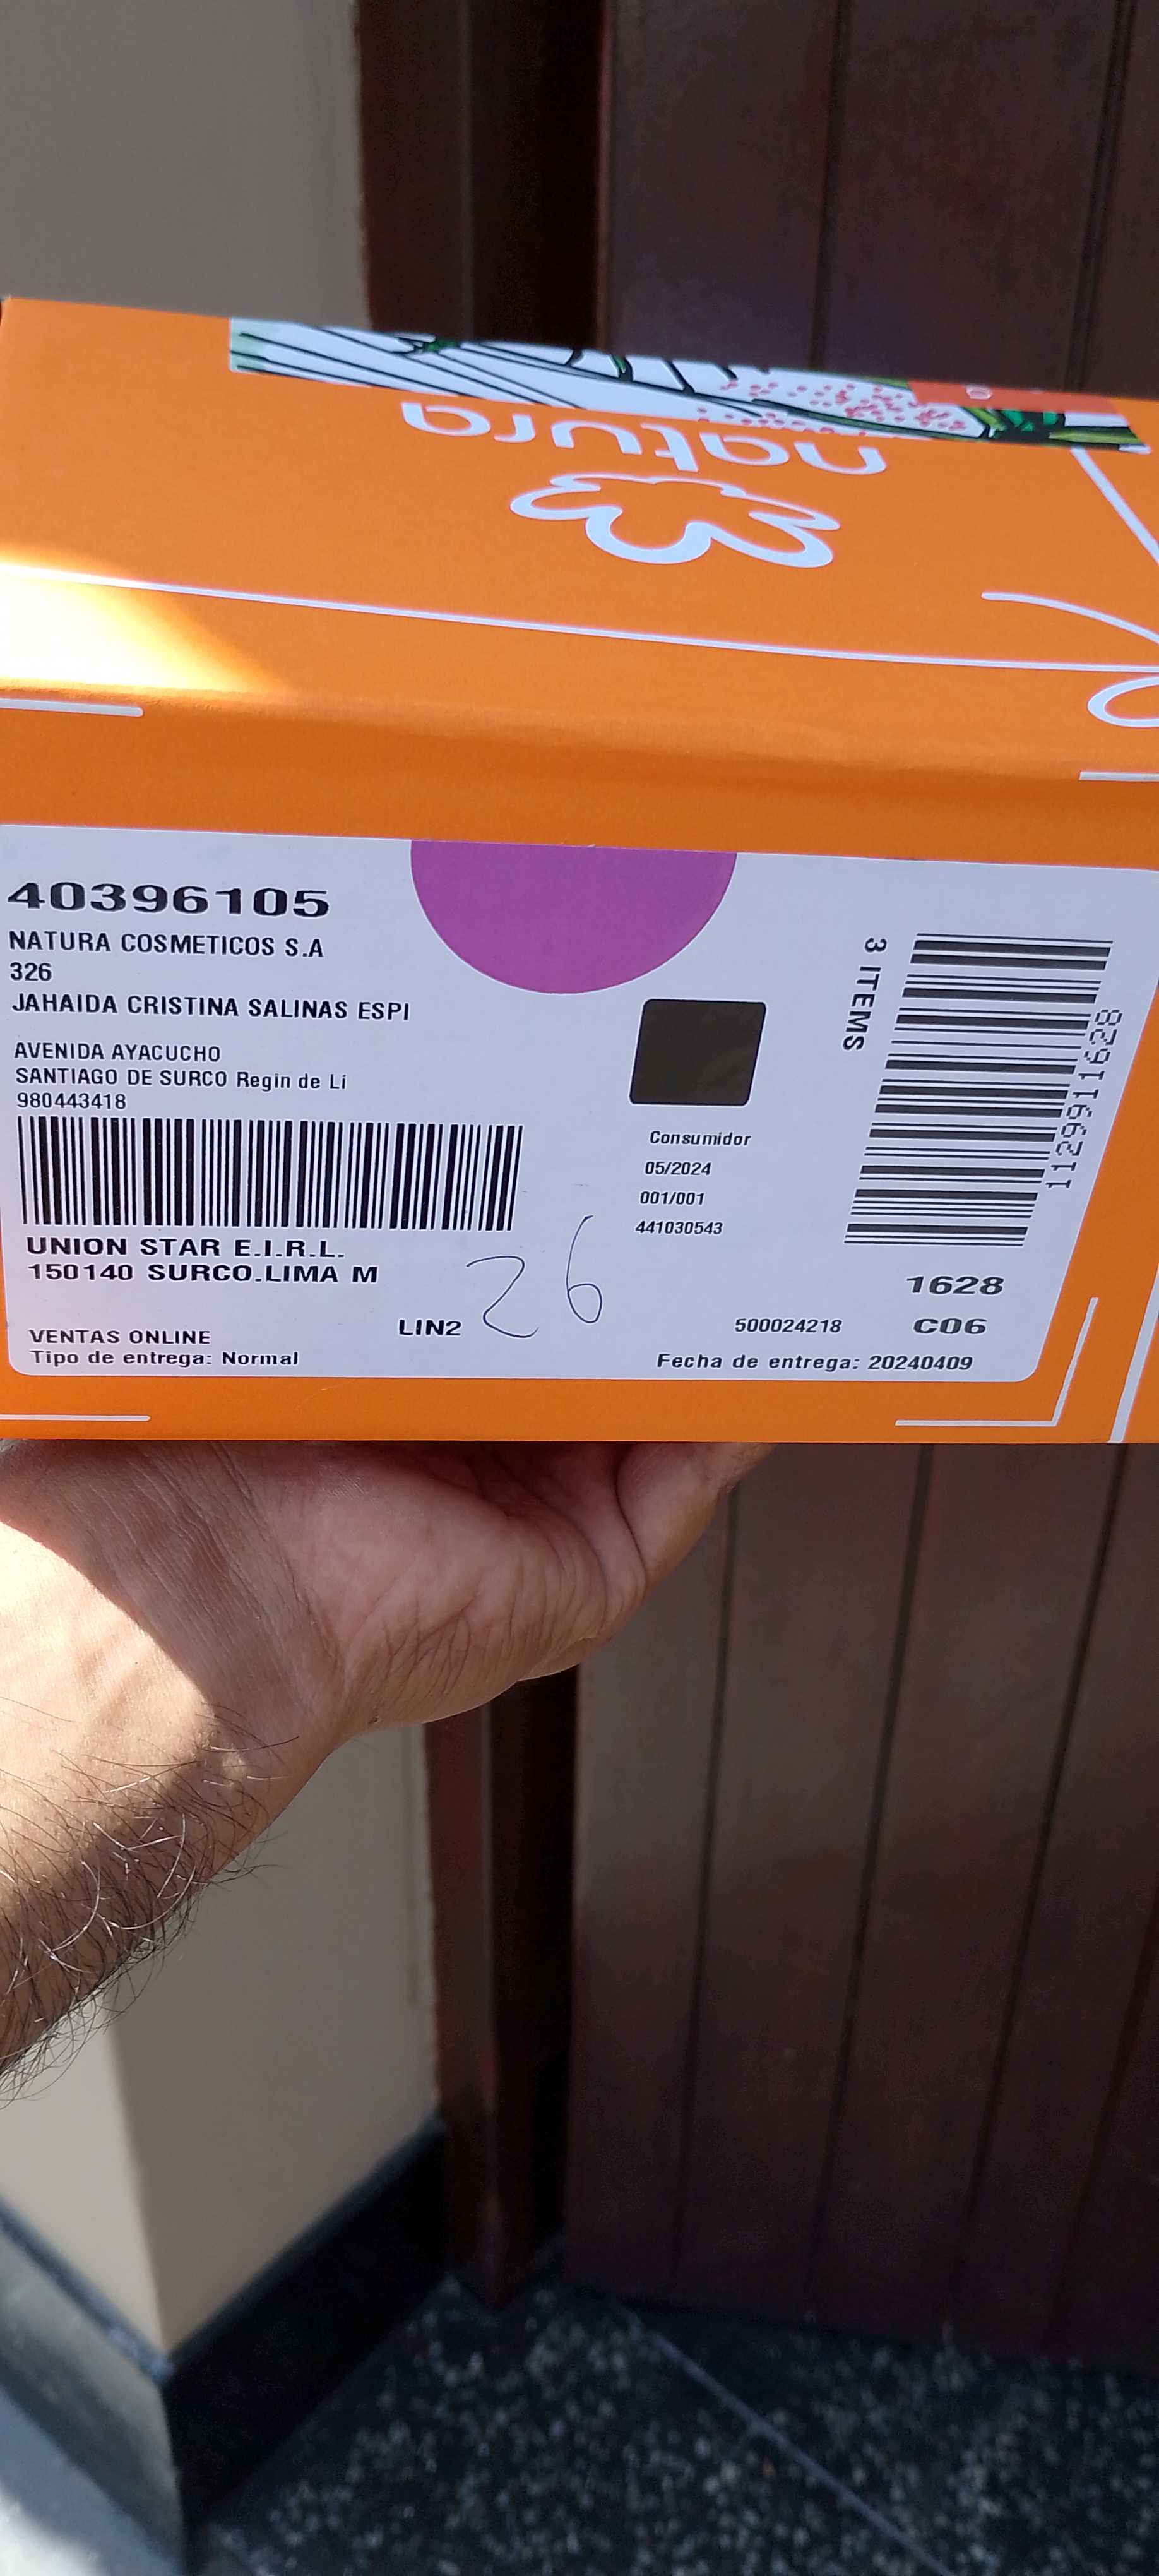 natura
40396105
NATURA COSMETICOS S.A
326
JAHAIDA CRISTINA SALINAS ESPI
AVENIDA AYACUCHO
SANTIAGO DE SURCO Regin de Li
980443418
UNION STAR E.I.R.L.
150140 SURCO.LIMA M
LIN2
26
VENTAS ONLINE
Tipo de entrega: Normal
Consumidor
05/2024
001/001
441030543
3 ITEMS
1129911628
1628
500024218
C06
Fecha de entrega: 20240409